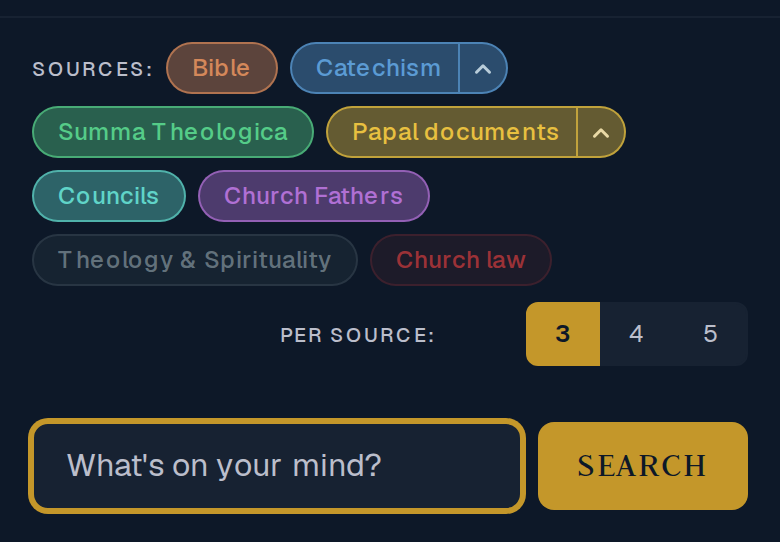 SOURCES: Bible Catechism
Summa Theologica Papal documents
Councils Church Fathers
Theology & Spirituality Church law
PER SOURCE: 3 4 5
What's on your mind? SEARCH